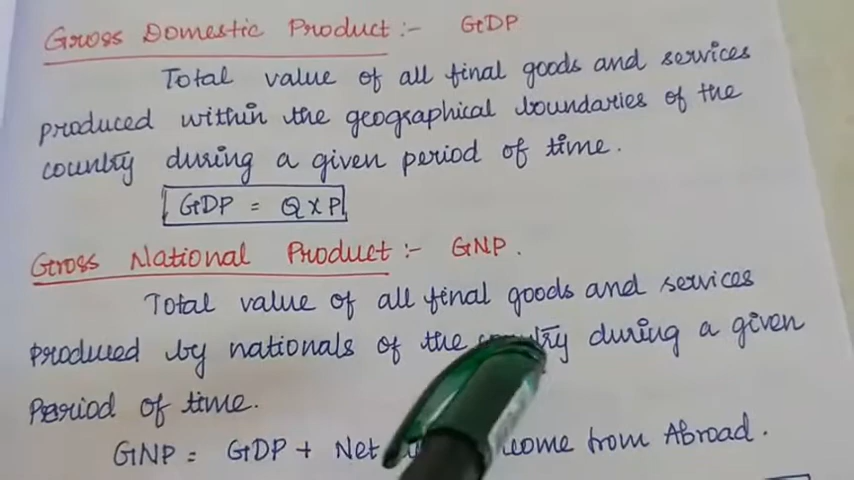 Gross Domestic Product :- GDP
Total value of all final goods and services
produced within the geographical boundaries of the
country during a given period of time.
GDP = Q x P
Gross National Product :- GNP.
Total value of all final goods and services
produced by nationals of the country during a given
Period of time.
GNP = GDP + Net income from Abroad.